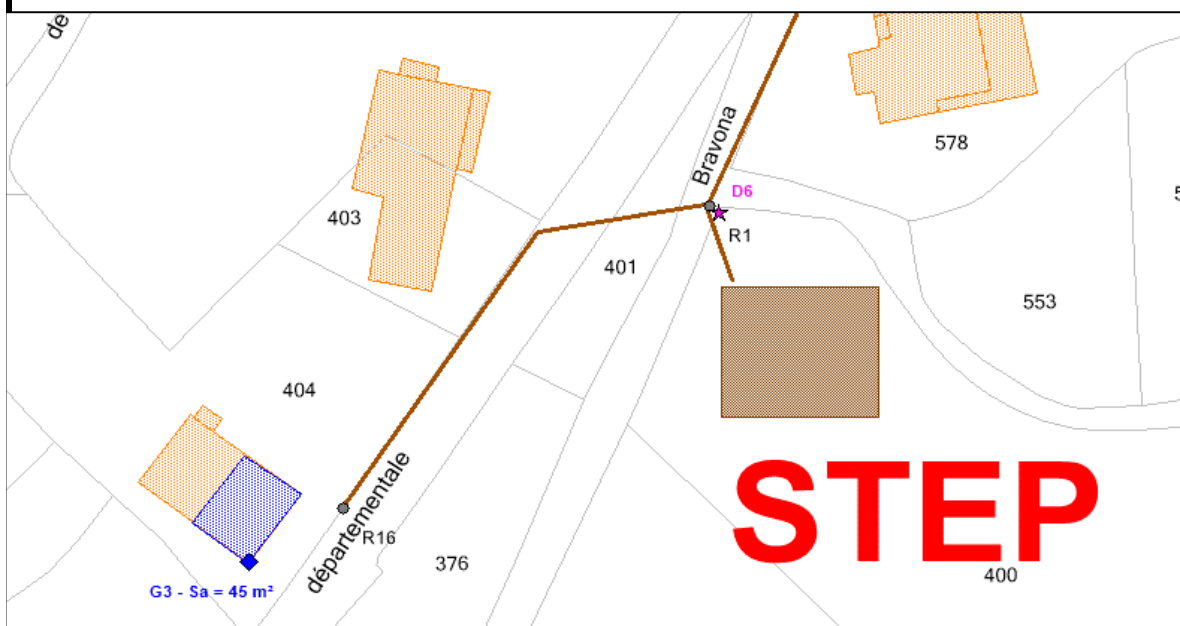 de
Bravona
578
D6
403
R1
401
553
404
STEP
départementale
R16
376
400
G3 - Sa = 45 m²